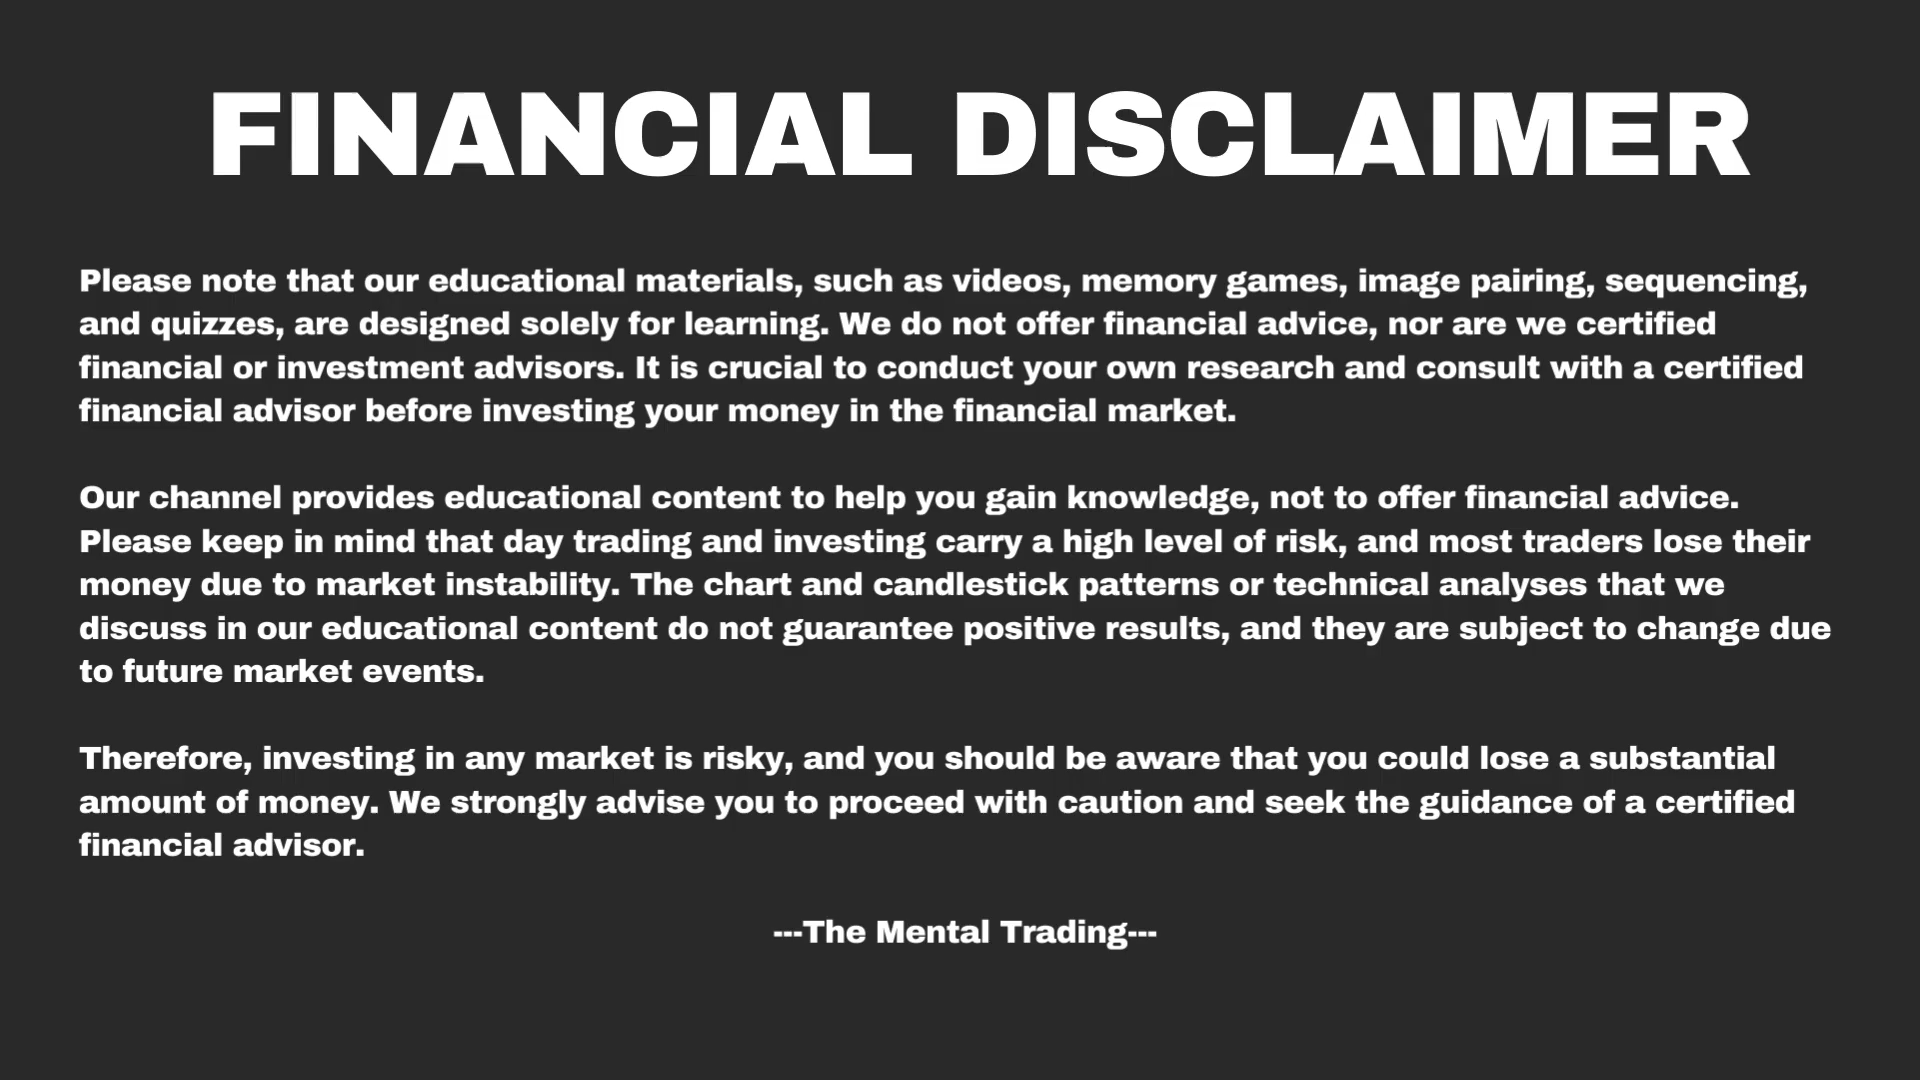 FINANCIAL DISCLAIMER
Please note that our educational materials, such as videos, memory games, image pairing, sequencing,
and quizzes, are designed solely for learning. We do not offer financial advice, nor are we certified
financial or investment advisors. It is crucial to conduct your own research and consult with a certified
financial advisor before investing your money in the financial market.
Our channel provides educational content to help you gain knowledge, not to offer financial advice.
Please keep in mind that day trading and investing carry a high level of risk, and most traders lose their
money due to market instability. The chart and candlestick patterns or technical analyses that we
discuss in our educational content do not guarantee positive results, and they are subject to change due
to future market events.
Therefore, investing in any market is risky, and you should be aware that you could lose a substantial
amount of money. We strongly advise you to proceed with caution and seek the guidance of a certified
financial advisor.
---The Mental Trading---